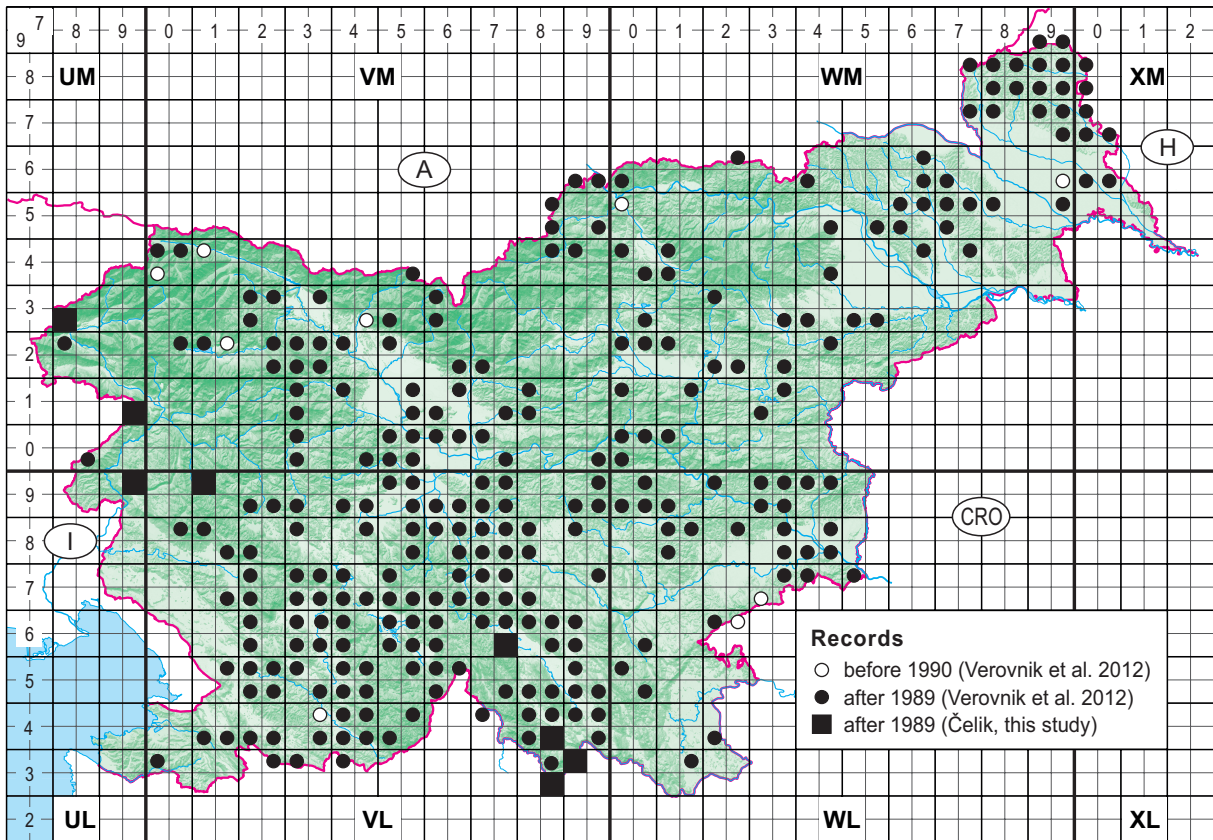 7
9 8 9 0 1 2 3 4 5 6 7 8 9 0 1 2 3 4 5 6 7 8 9 0 1 2
8 UM VM WM XM
7
H
6 A
5
4
3
2
1
0
9
CRO
8 I
7
6
Records
before 1990 (Verovnik et al. 2012)
5
after 1989 (Verovnik et al. 2012)
4
after 1989 (Čelik, this study)
3
2 UL VL WL XL